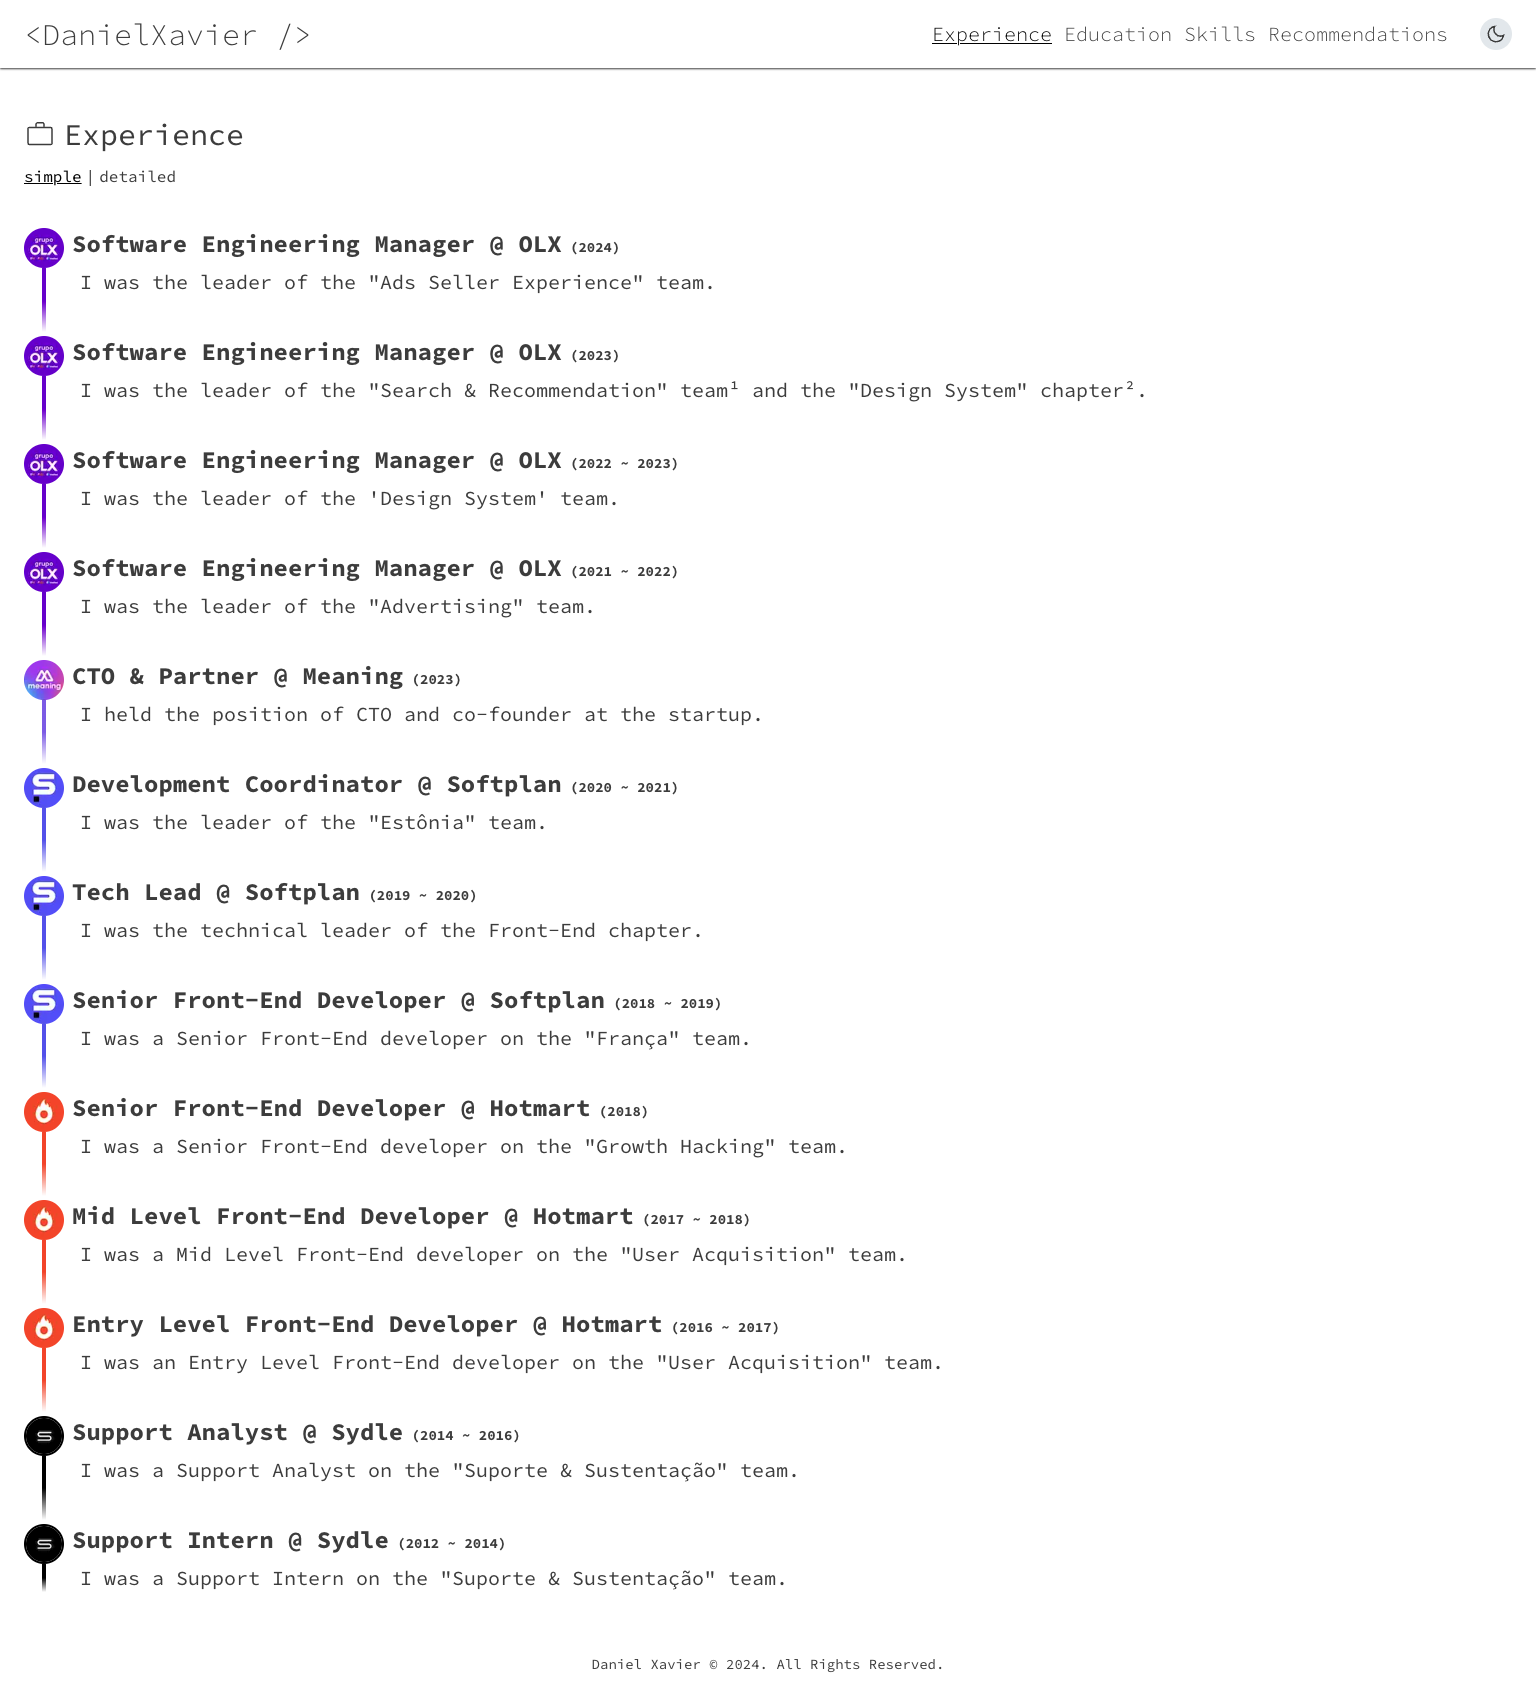 <DanielXavier />
Experience Education Skills Recommendations
Experience
simple | detailed
grupo
OLX
Software Engineering Manager @ OLX (2024)
I was the leader of the "Ads Seller Experience" team.
grupo
OLX
Software Engineering Manager @ OLX (2023)
I was the leader of the "Search & Recommendation" team¹ and the "Design System" chapter².
grupo
OLX
Software Engineering Manager @ OLX (2022 ~ 2023)
I was the leader of the 'Design System' team.
grupo
OLX
Software Engineering Manager @ OLX (2021 ~ 2022)
I was the leader of the "Advertising" team.
meaning
CTO & Partner @ Meaning (2023)
I held the position of CTO and co-founder at the startup.
Development Coordinator @ Softplan (2020 ~ 2021)
I was the leader of the "Estônia" team.
Tech Lead @ Softplan (2019 ~ 2020)
I was the technical leader of the Front-End chapter.
Senior Front-End Developer @ Softplan (2018 ~ 2019)
I was a Senior Front-End developer on the "França" team.
Senior Front-End Developer @ Hotmart (2018)
I was a Senior Front-End developer on the "Growth Hacking" team.
Mid Level Front-End Developer @ Hotmart (2017 ~ 2018)
I was a Mid Level Front-End developer on the "User Acquisition" team.
Entry Level Front-End Developer @ Hotmart (2016 ~ 2017)
I was an Entry Level Front-End developer on the "User Acquisition" team.
Support Analyst @ Sydle (2014 ~ 2016)
I was a Support Analyst on the "Suporte & Sustentação" team.
Support Intern @ Sydle (2012 ~ 2014)
I was a Support Intern on the "Suporte & Sustentação" team.
Daniel Xavier © 2024. All Rights Reserved.